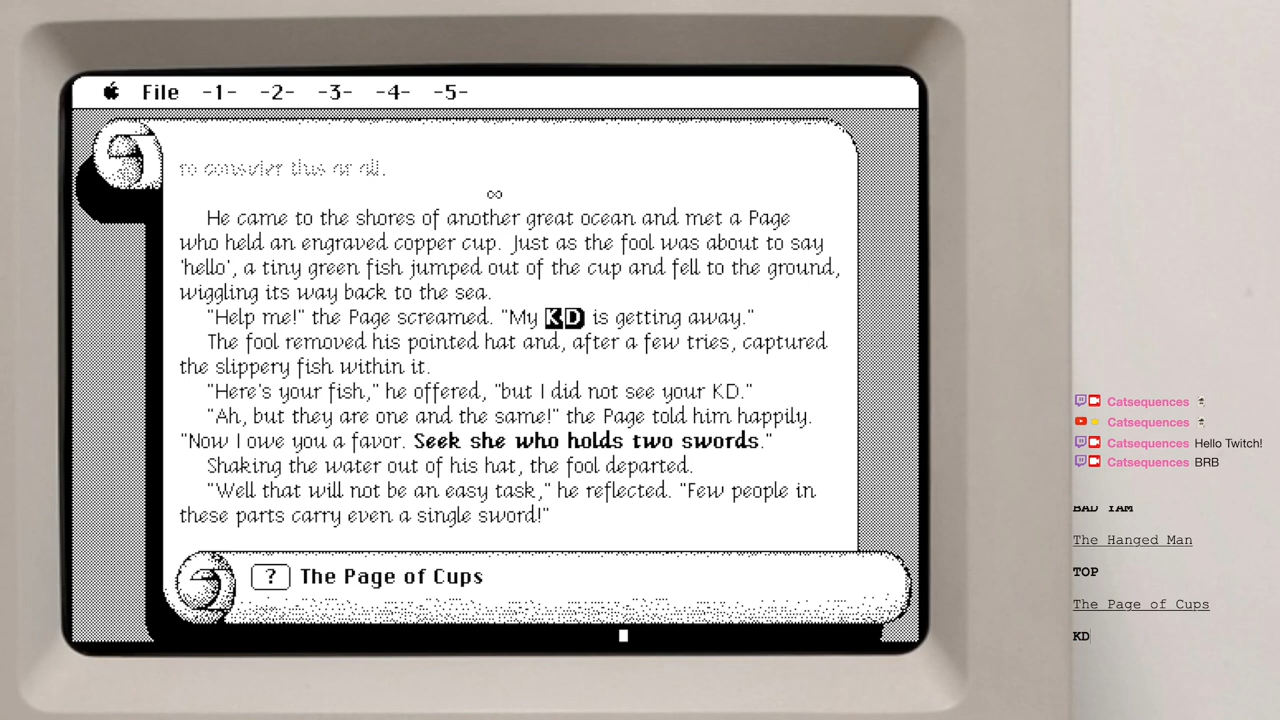 File -1- -2- -3- -4- -5-
to consider this at all.
∞
He came to the shores of another great ocean and met a Page
who held an engraved copper cup. Just as the fool was about to say
'hello', a tiny green fish jumped out of the cup and fell to the ground,
wiggling its way back to the sea.
"Help me!" the Page screamed. "My KD is getting away."
The fool removed his pointed hat and, after a few tries, captured
the slippery fish within it.
"Here's your fish," he offered, "but I did not see your KD."
"Ah, but they are one and the same!" the Page told him happily.
"Now I owe you a favor. Seek she who holds two swords."
Shaking the water out of his hat, the fool departed.
"Well that will not be an easy task," he reflected. "Few people in
these parts carry even a single sword!"
? The Page of Cups
Catsequences
Catsequences
Catsequences Hello Twitch!
Catsequences BRB
BAD YAM
The Hanged Man
TOP
The Page of Cups
KD